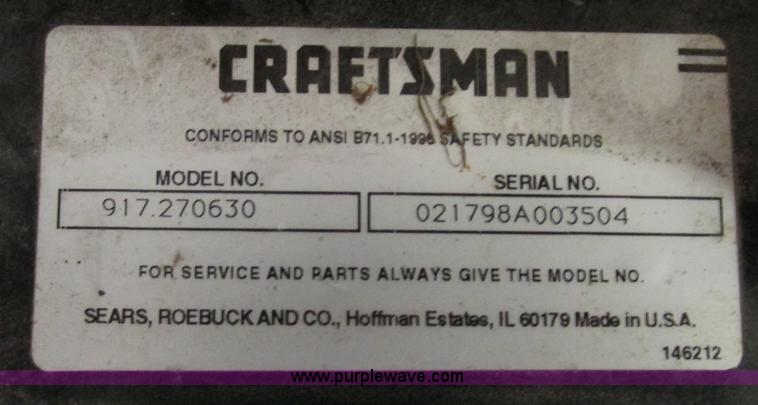 CRAFTSMAN
CONFORMS TO ANSI B71.1-1996 SAFETY STANDARDS
MODEL NO. SERIAL NO.
917.270630 021798A003504
FOR SERVICE AND PARTS ALWAYS GIVE THE MODEL NO.
SEARS, ROEBUCK AND CO., Hoffman Estates, IL 60179 Made in U.S.A.
146212
www.purplewave.com